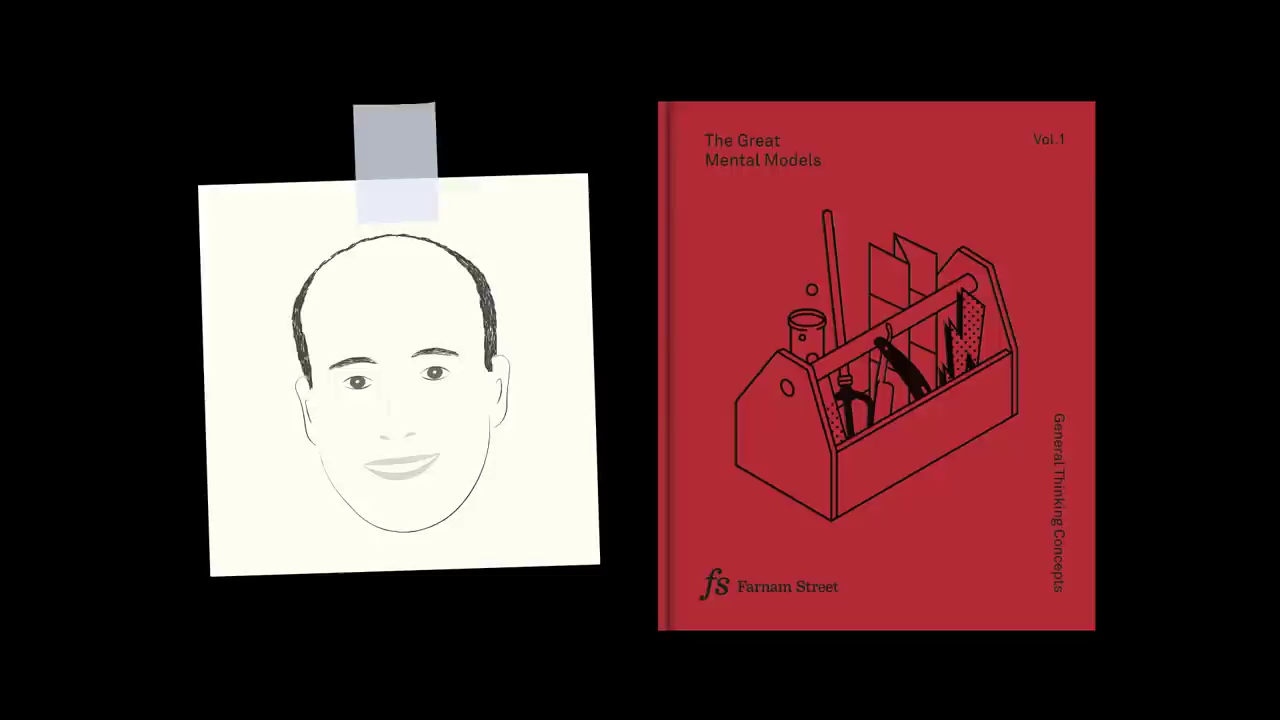 The Great
Mental Models
Vol.1
General Thinking Concepts
fs Farnam Street